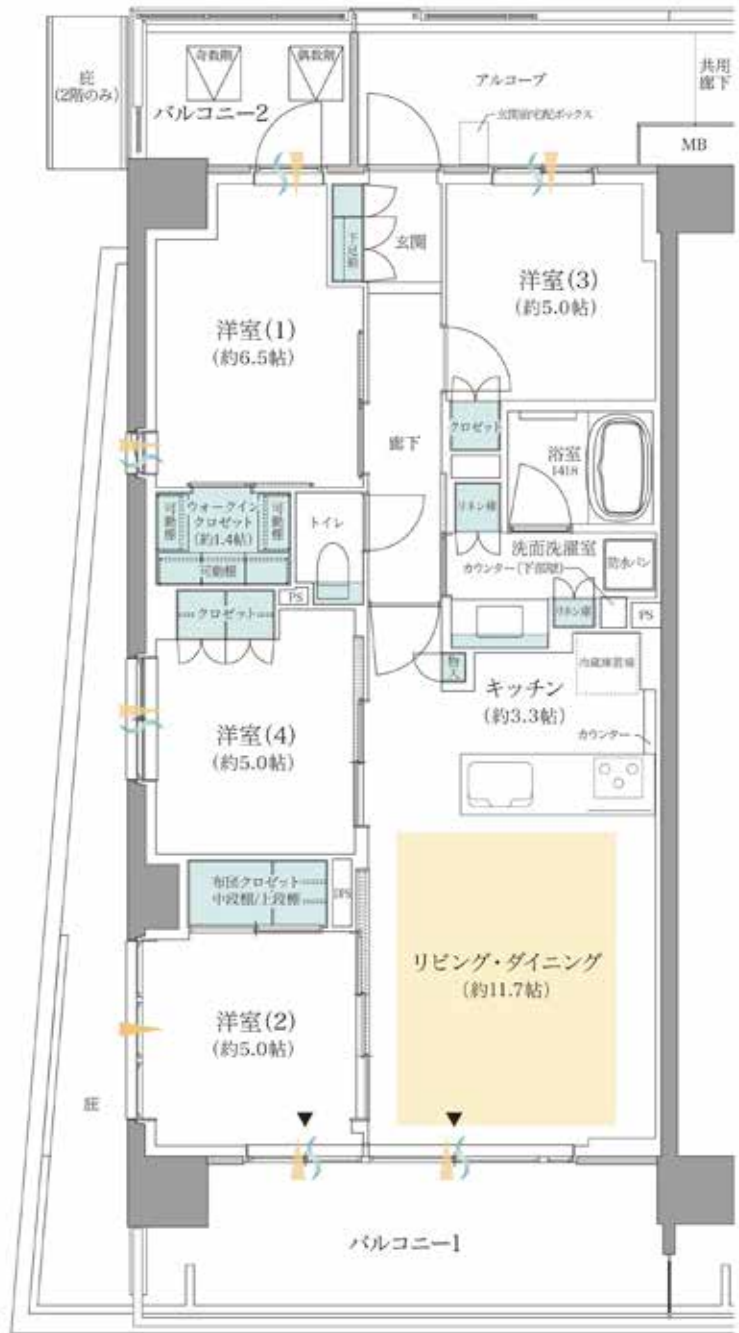 庇
(2階のみ)
奇数階
偶数階
バルコニー2
アルコーブ
共用
廊下
玄関前宅配ボックス
MB
下足箱
玄関
洋室(1)
(約6.5帖)
洋室(3)
(約5.0帖)
廊下
クロゼット
浴室
1418
可動棚
ウォークイン
クロゼット
(約1.4帖)
可動棚
可動棚
トイレ
リネン庫
洗面洗濯室
カウンター(下部開放)
防水パン
PS
クロゼット
リネン庫
PS
物入
冷蔵庫置場
キッチン
(約3.3帖)
カウンター
洋室(4)
(約5.0帖)
布団クロゼット
中段棚/上段棚
DPS
リビング・ダイニング
(約11.7帖)
洋室(2)
(約5.0帖)
庇
バルコニー1